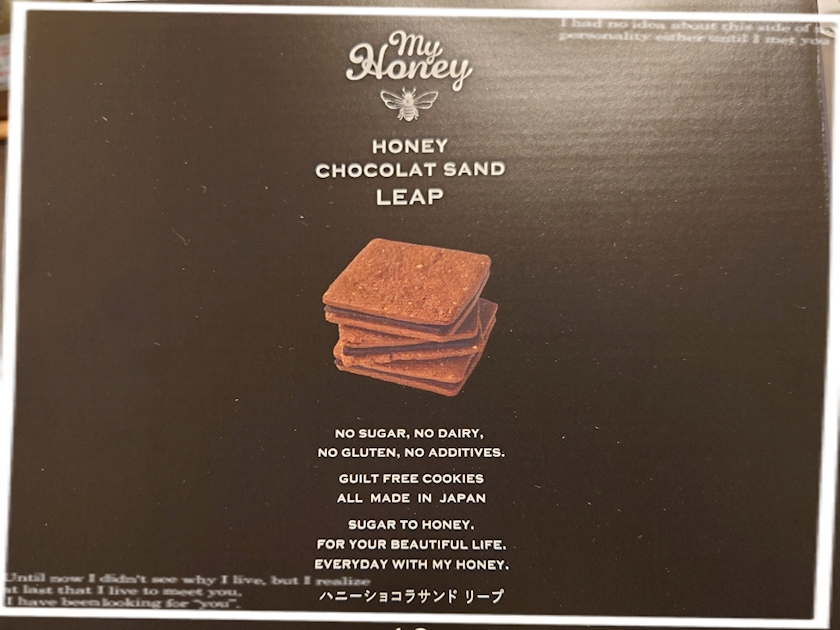 I had no idea about this side of
personality either until I met you
My
Honey
HONEY
CHOCOLAT SAND
LEAP
NO SUGAR, NO DAIRY,
NO GLUTEN, NO ADDITIVES.
GUILT FREE COOKIES
ALL MADE IN JAPAN
SUGAR TO HONEY.
FOR YOUR BEAUTIFUL LIFE.
EVERYDAY WITH MY HONEY.
Until now I didn't see why I live, but I realize
at last that I live to meet you,
I have beenlooking for "you".
ハニーショコラサンド リープ